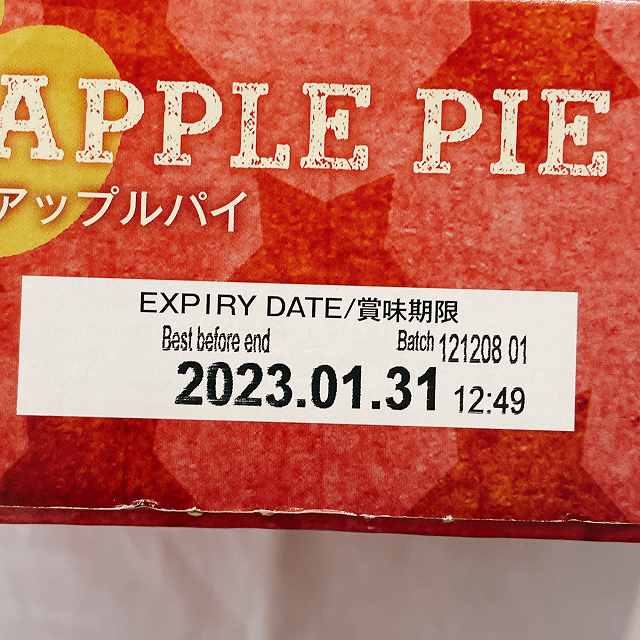 APPLE PIE
アップルパイ
EXPIRY DATE/賞味期限
Best before end Batch 121208 01
2023.01.31 12:49